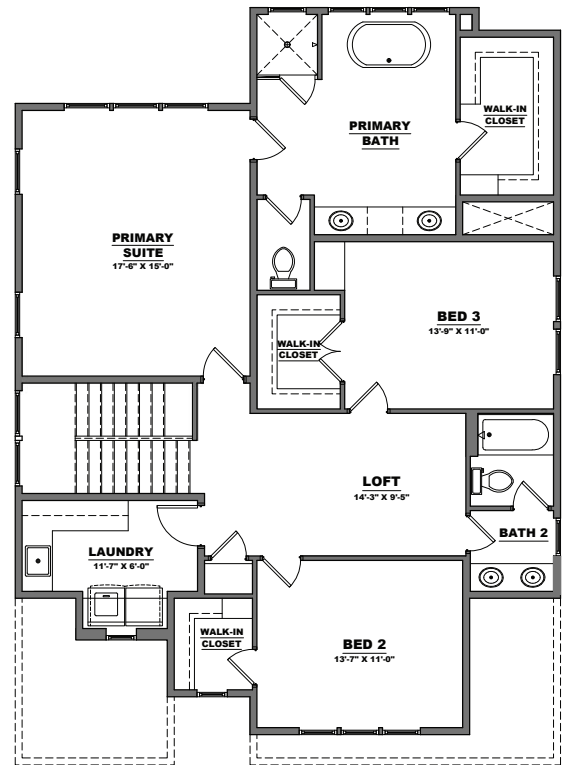 WALK-IN
CLOSET
PRIMARY
BATH
PRIMARY
SUITE
17'-6" X 15'-0"
BED 3
13'-9" X 11'-0"
WALK-IN
CLOSET
LOFT
14'-3" X 9'-5"
BATH 2
LAUNDRY
11'-7" X 6'-0"
WALK-IN
CLOSET
BED 2
13'-7" X 11'-0"